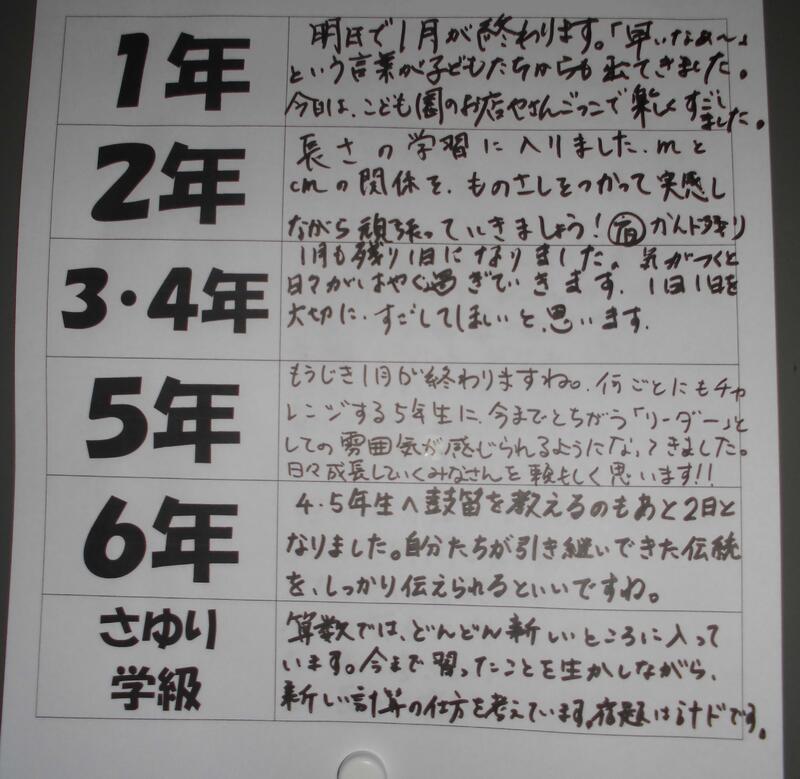 1年
明日で1月が終わります。「早いなぁ〜」
という言葉が子どもたちからも出てきました。
今日は、こども園のお店やさんごっこで楽しくすごし
ました。
2年
長さの学習に入りました。mと
cmの関係を、ものさしをつかって実感し
ながら頑張っていきましょう！宿かんド残り
3・4年
1月も残り1日になりました。気がつくと
日々がはやく過ぎていきます。1日1日を
大切に、すごしてほしいと思います。
5年
もうじき1月が終わりますね。何ごとにもチャ
レンジする5年生に、今までとちがう「リーダー」と
しての雰囲気が感じられるようになってきました。
日々成長していくみなさんを頼もしく思います!!
6年
4・5年生へ鼓笛を教えるのもあと2日と
なりました。自分たちが引き継いできた伝統
を、しっかり伝えられるといいですね。
さゆり
学級
算数では、どんどん新しいところに入って
います。今まで習ったことを生かしながら、
新しい計算の仕方を考えています。宿題は計ドです。